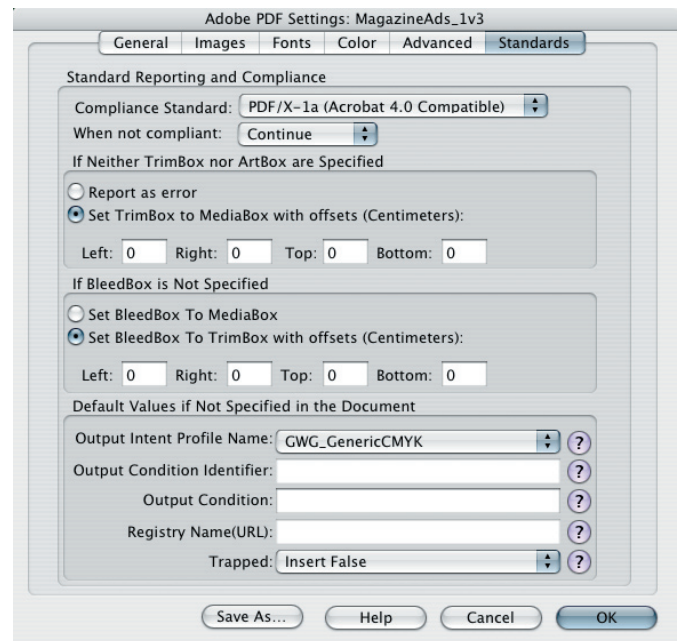 Adobe PDF Settings: MagazineAds_1v3
General Images Fonts Color Advanced Standards
Standard Reporting and Compliance
Compliance Standard: PDF/X-1a (Acrobat 4.0 Compatible)
When not compliant: Continue
If Neither TrimBox nor ArtBox are Specified
Report as error
Set TrimBox to MediaBox with offsets (Centimeters):
Left: 0 Right: 0 Top: 0 Bottom: 0
If BleedBox is Not Specified
Set BleedBox To MediaBox
Set BleedBox To TrimBox with offsets (Centimeters):
Left: 0 Right: 0 Top: 0 Bottom: 0
Default Values if Not Specified in the Document
Output Intent Profile Name: GWG_GenericCMYK ?
Output Condition Identifier: ?
Output Condition: ?
Registry Name(URL): ?
Trapped: Insert False ?
Save As... Help Cancel OK